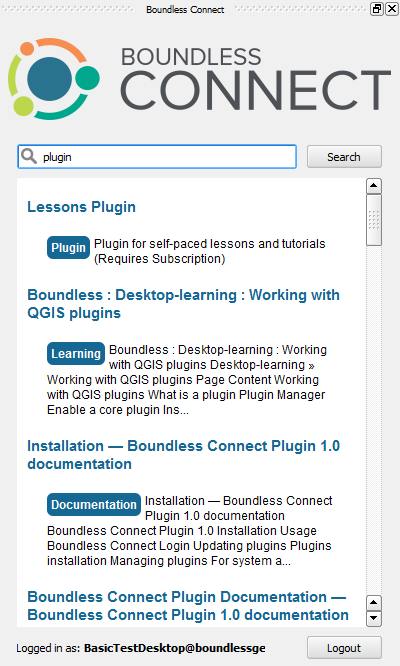 Boundless Connect
BOUNDLESS
CONNECT
plugin
Search
Lessons Plugin
Plugin
Plugin for self-paced lessons and tutorials
(Requires Subscription)
Boundless : Desktop-learning : Working with
QGIS plugins
Learning
Boundless : Desktop-learning : Working
with QGIS plugins Desktop-learning »
Working with QGIS plugins Page Content Working
with QGIS plugins What is a plugin Plugin Manager
Enable a core plugin Ins...
Installation — Boundless Connect Plugin 1.0
documentation
Documentation
Installation — Boundless Connect
Plugin 1.0 documentation
Boundless Connect Plugin 1.0 Installation Usage
Boundless Connect Login Updating plugins Plugins
installation Managing plugins For system a...
Boundless Connect Plugin Documentation —
Boundless Connect Plugin 1.0 documentation
Logged in as: BasicTestDesktop@boundlessge
Logout